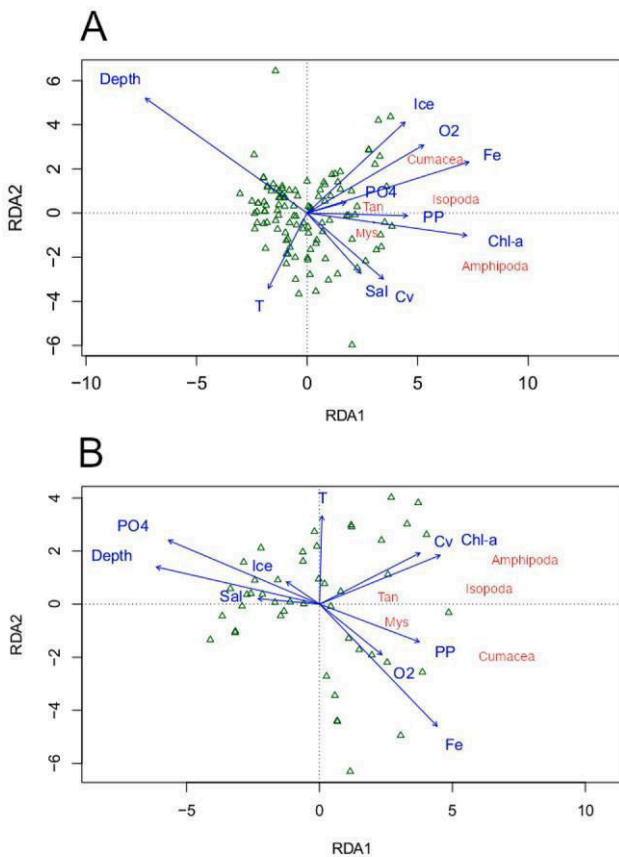 A
Depth
Ice
O2
Fe
Cumacea
PO4
Tan
Isopoda
PP
Mys
Chl-a
Amphipoda
T
Sal
Cv
6
4
2
0
−2
−4
−6
RDA2
−10
−5
0
5
10
RDA1
B
T
PO4
Depth
Ice
Sal
Cv
Chl-a
Amphipoda
Isopoda
Tan
Mys
PP
Cumacea
O2
Fe
4
2
0
−2
−4
−6
RDA2
−10
−5
0
5
10
RDA1